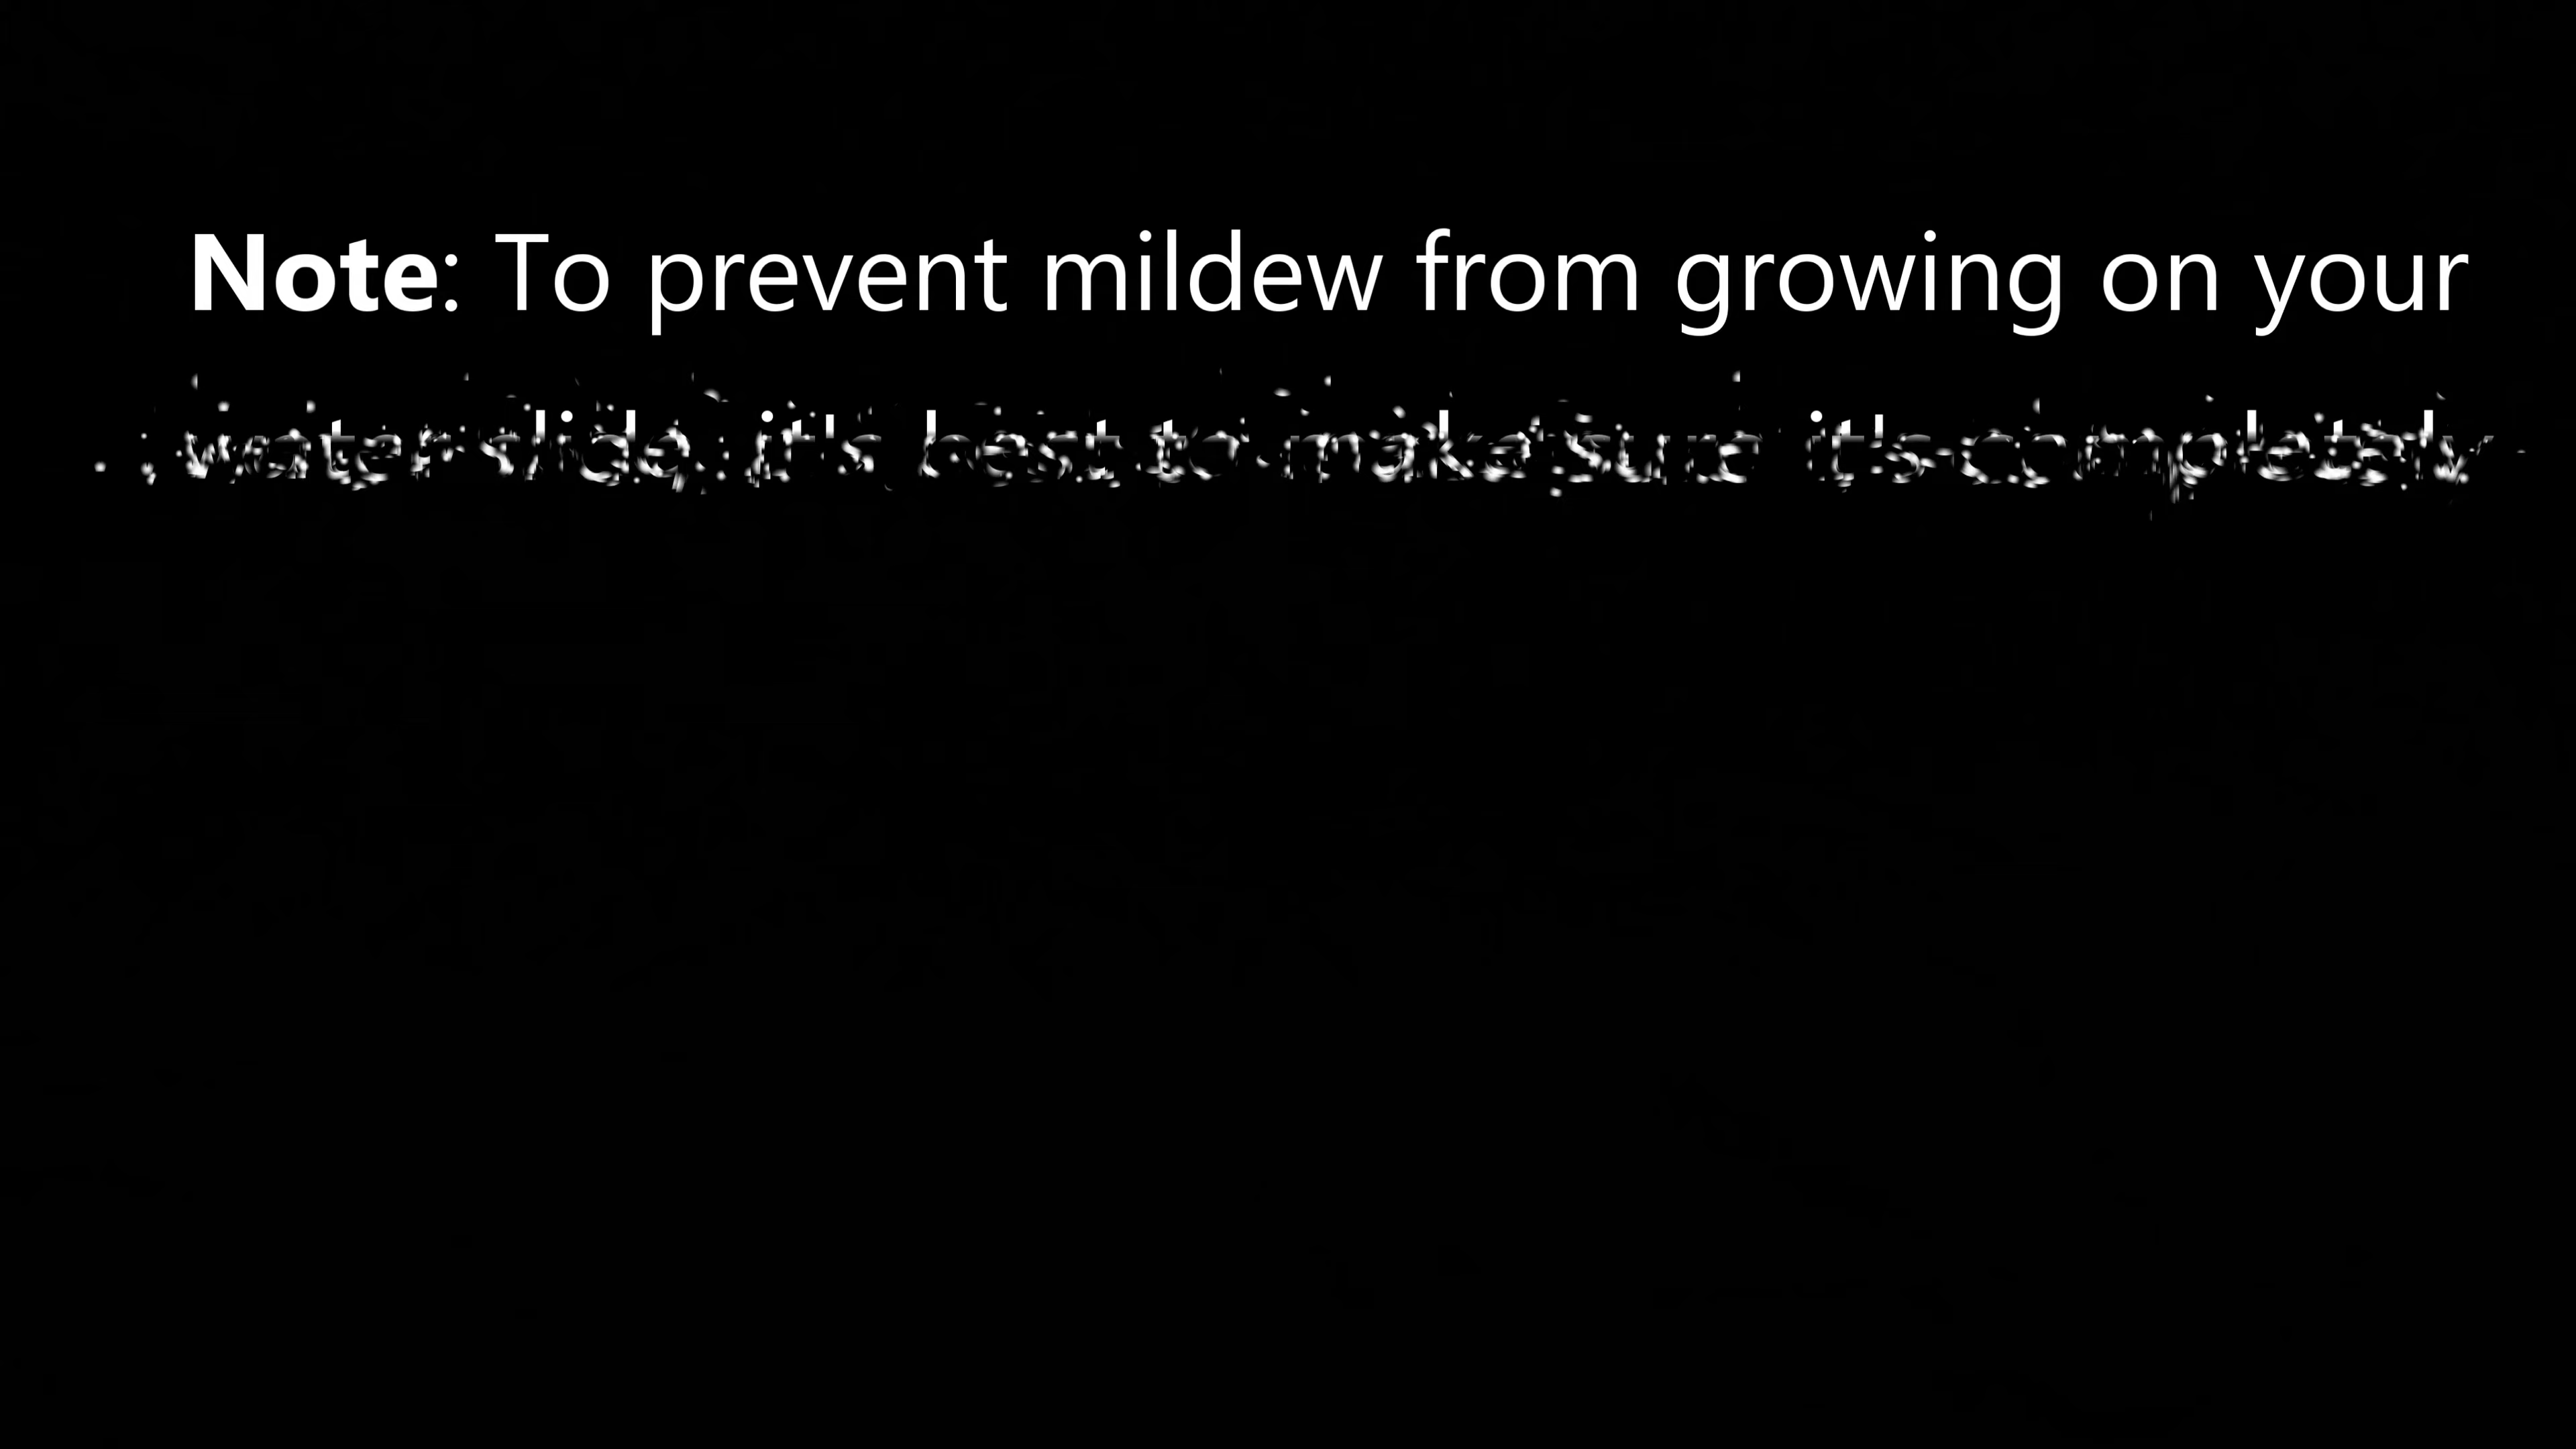 Note: To prevent mildew from growing on your
water slide, it's best to make sure it's completely